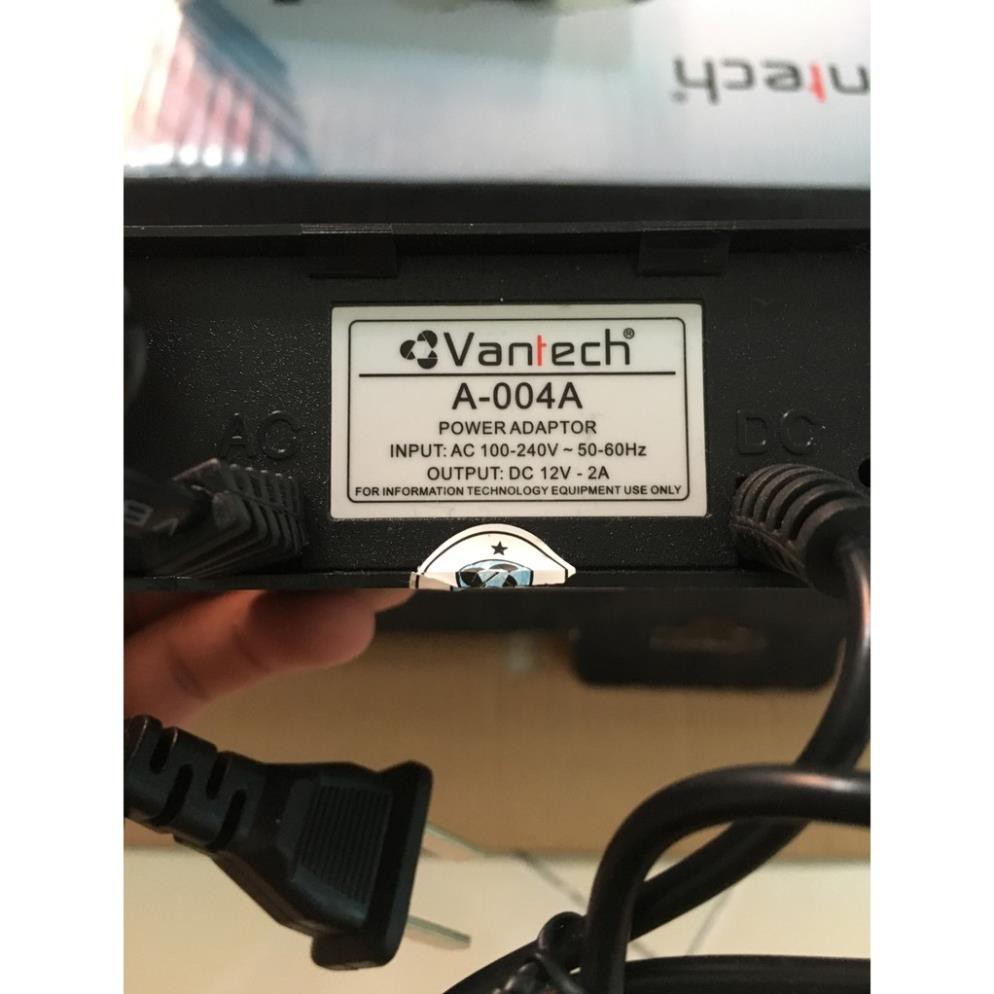 Vantech
Vantech®
A-004A
POWER ADAPTOR
INPUT: AC 100-240V ~ 50-60Hz
OUTPUT: DC 12V - 2A
FOR INFORMATION TECHNOLOGY EQUIPMENT USE ONLY
AC
DC